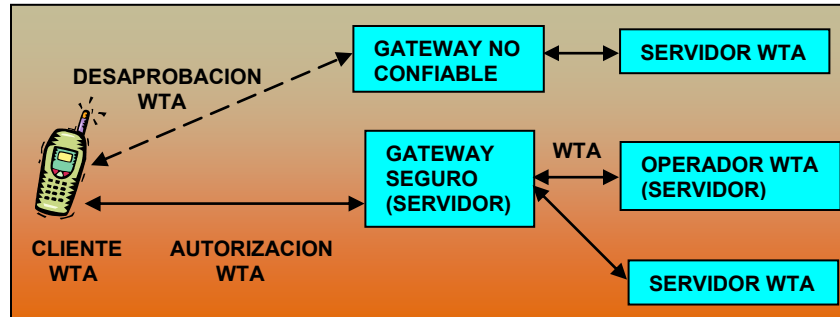 DESAPROBACION
WTA
GATEWAY NO
CONFIABLE
SERVIDOR WTA
GATEWAY
SEGURO
(SERVIDOR)
WTA
OPERADOR WTA
(SERVIDOR)
CLIENTE
WTA
AUTORIZACION
WTA
SERVIDOR WTA